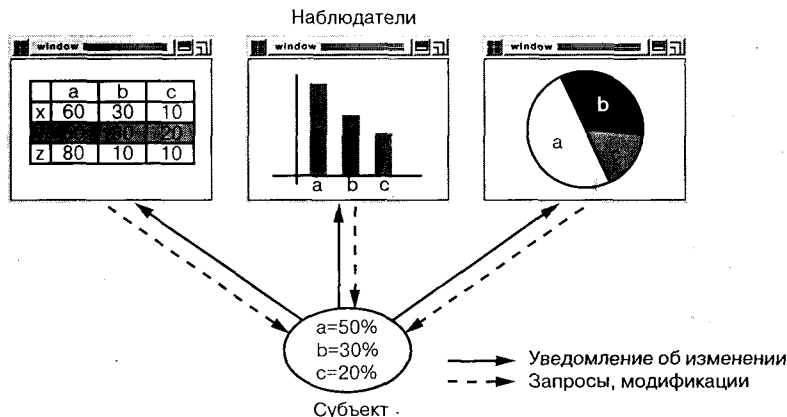 Наблюдатели
window
window
window
a b c
x 60 30 10
20
z 80 10 10
a b c
a
b
c
a=50%
b=30%
c=20%
Субъект
Уведомление об изменении
Запросы, модификации